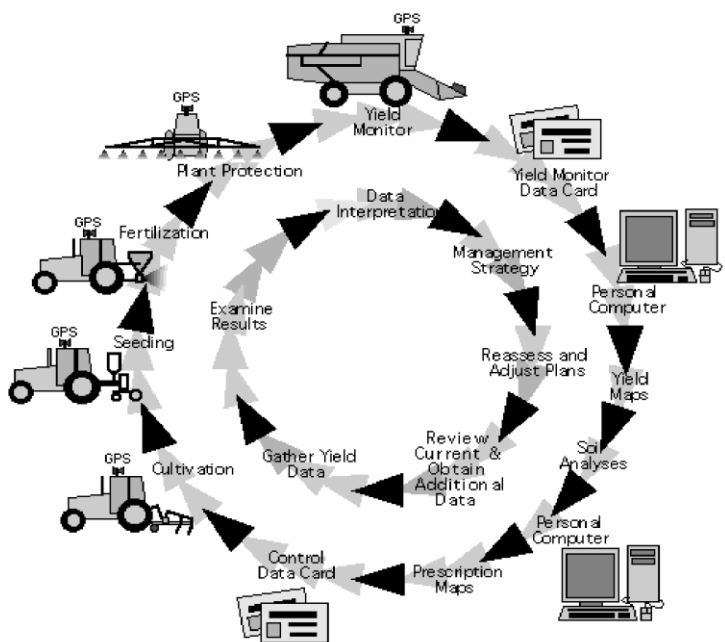 GPS
Yield
Monitor
Yield Monitor
Data Card
Personal
Computer
Yield
Maps
Soil
Analyses
Personal
Computer
Prescription
Maps
Control
Data Card
Cultivation
GPS
Seeding
GPS
Fertilization
GPS
Plant Protection
GPS
Data
Interpretation
Management
Strategy
Reassess and
Adjust Plans
Review
Current &
Obtain
Additional
Data
Gather Yield
Data
Examine
Results